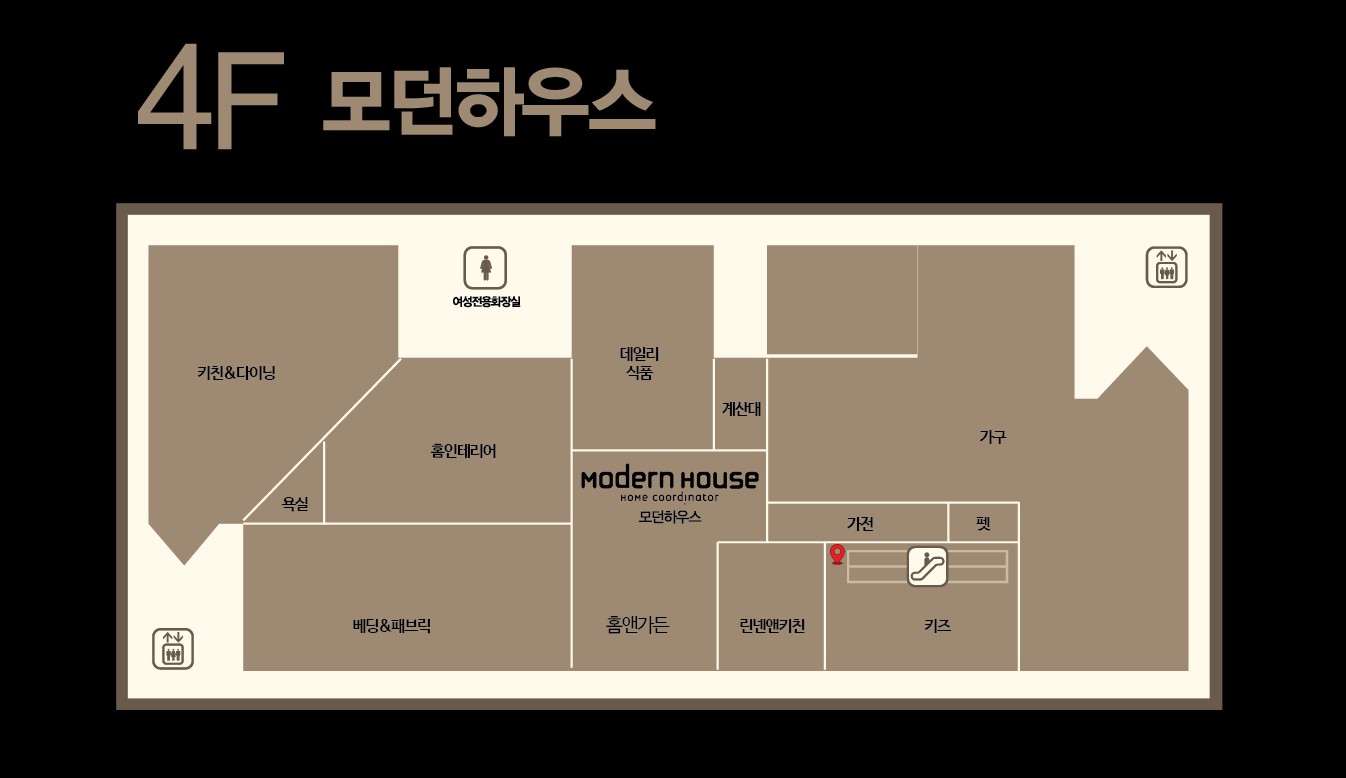 4F 모던하우스
여성전용화장실
키친&다이닝
데일리
식품
계산대
가구
홈인테리어
욕실
MODERN HOUSE
HOME COORDINATOR
모던하우스
가전
펫
베딩&패브릭
홈앤가든
린넨앤키친
키즈